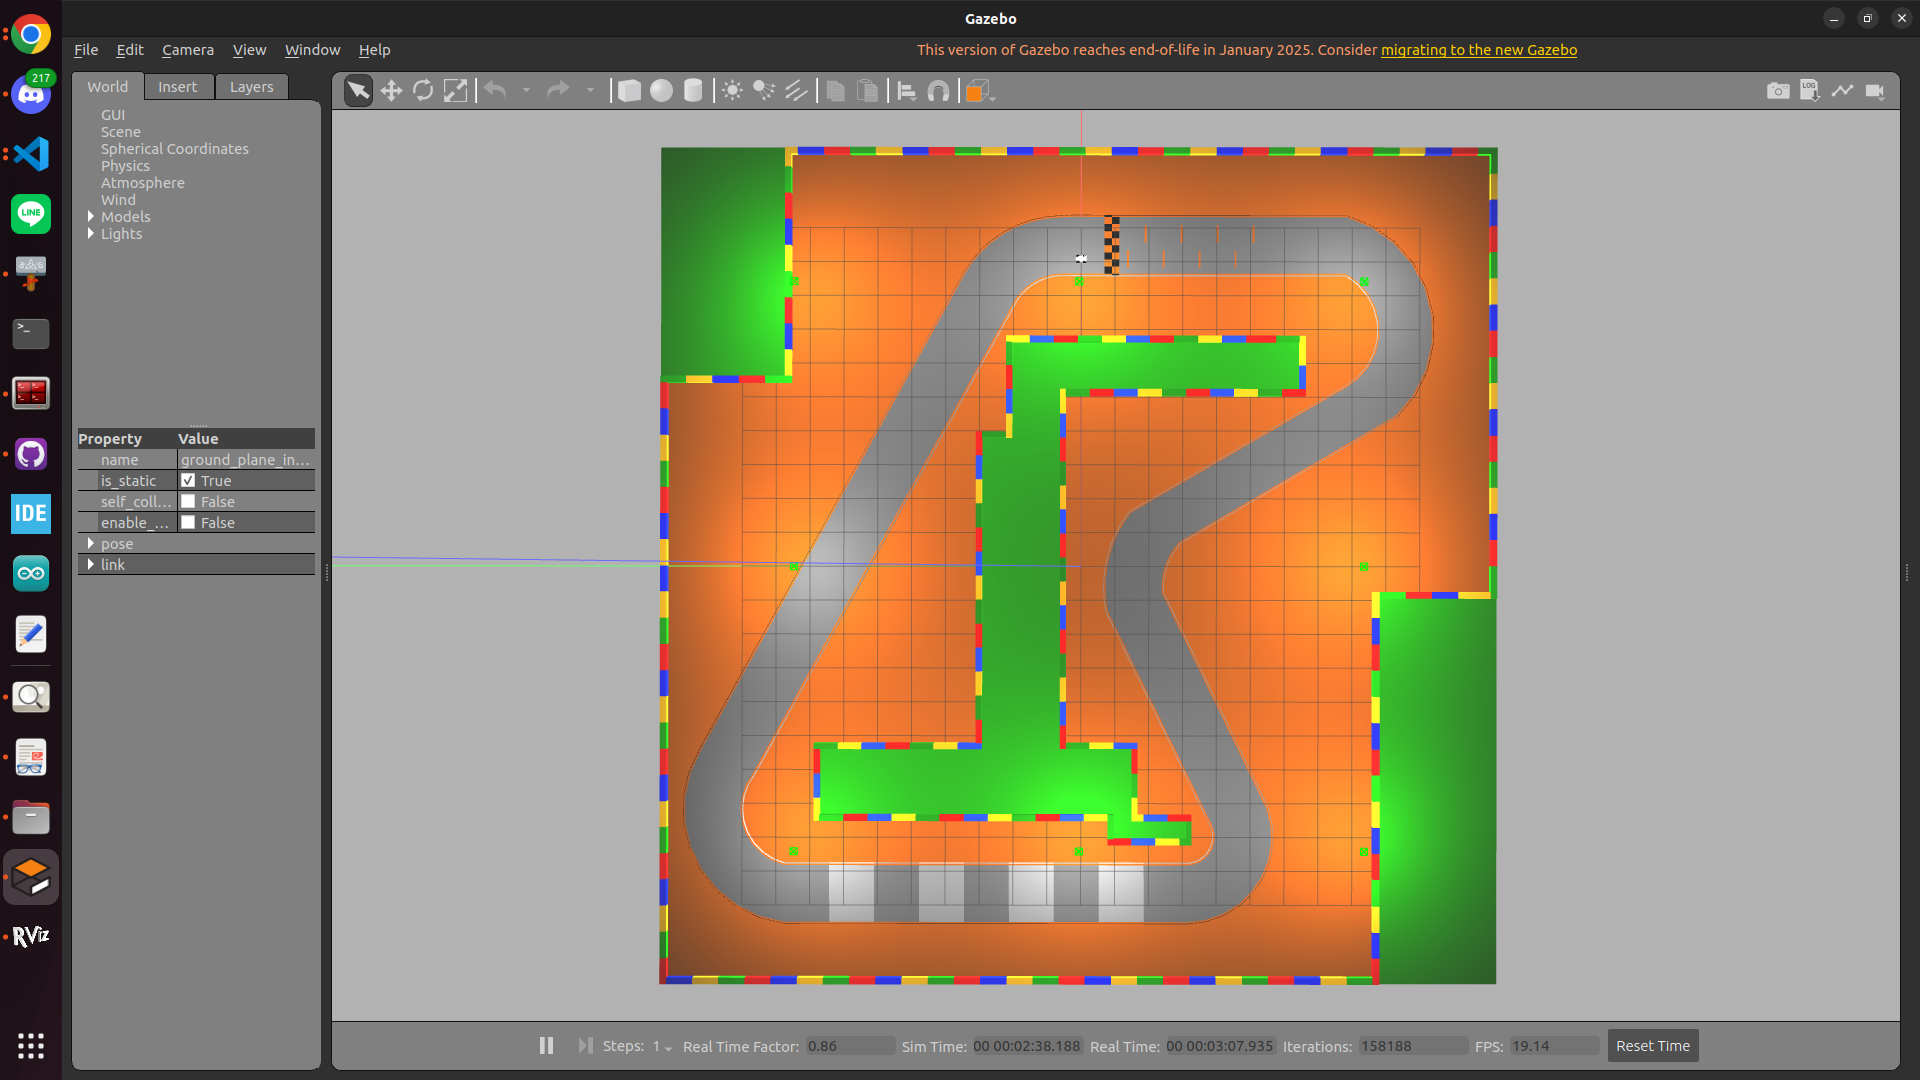 Gazebo
File Edit Camera View Window Help
This version of Gazebo reaches end-of-life in January 2025. Consider migrating to the new Gazebo
217
World Insert Layers
LOG
GUI
Scene
Spherical Coordinates
Physics
Atmosphere
Wind
Models
Lights
LINE
>_
Property Value
name ground_plane_in...
is_static True
self_coll... False
enable_... False
pose
link
IDE
RViz
Steps: 1 Real Time Factor: 0.86 Sim Time: 00 00:02:38.188 Real Time: 00 00:03:07.935 Iterations: 158188 FPS: 19.14 Reset Time